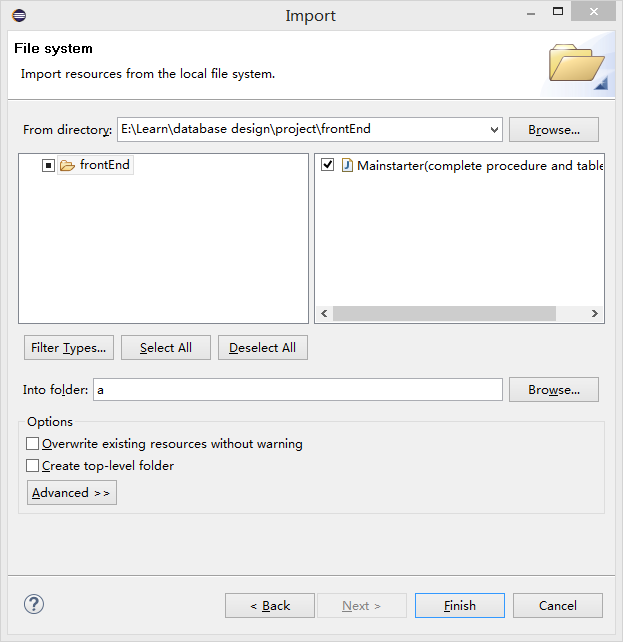 Import
File system
Import resources from the local file system.
From directory: E:\Learn\database design\project\frontEnd Browse...
frontEnd
Mainstarter(complete procedure and table
Filter Types... Select All Deselect All
Into folder: a Browse...
Options
Overwrite existing resources without warning
Create top-level folder
Advanced >>
? < Back Next > Finish Cancel